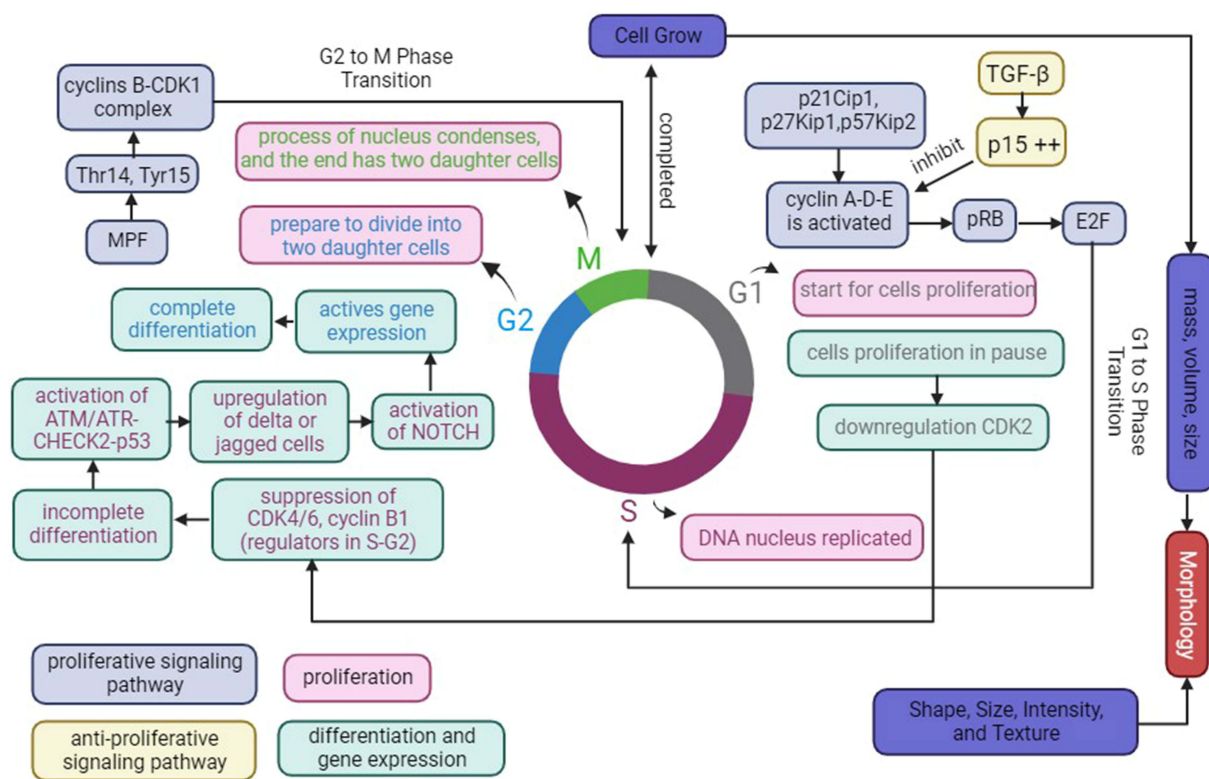 Cell Grow
G2 to M Phase
Transition
cyclins B-CDK1
complex
Thr14, Tyr15
MPF
process of nucleus condenses,
and the end has two daughter cells
prepare to divide into
two daughter cells
completed
p21Cip1,
p27Kip1,p57Kip2
TGF-β
p15 ++
inhibit
cyclin A-D-E
is activated
pRB
E2F
M
G1
G2
S
start for cells proliferation
cells proliferation in pause
downregulation CDK2
G1 to S Phase
Transition
mass, volume, size
Morphology
complete
differentiation
actives gene
expression
activation of
ATM/ATR-
CHECK2-p53
upregulation
of delta or
jagged cells
activation
of NOTCH
incomplete
differentiation
suppression of
CDK4/6, cyclin B1
(regulators in S-G2)
DNA nucleus replicated
proliferative signaling
pathway
proliferation
anti-proliferative
signaling pathway
differentiation and
gene expression
Shape, Size, Intensity,
and Texture